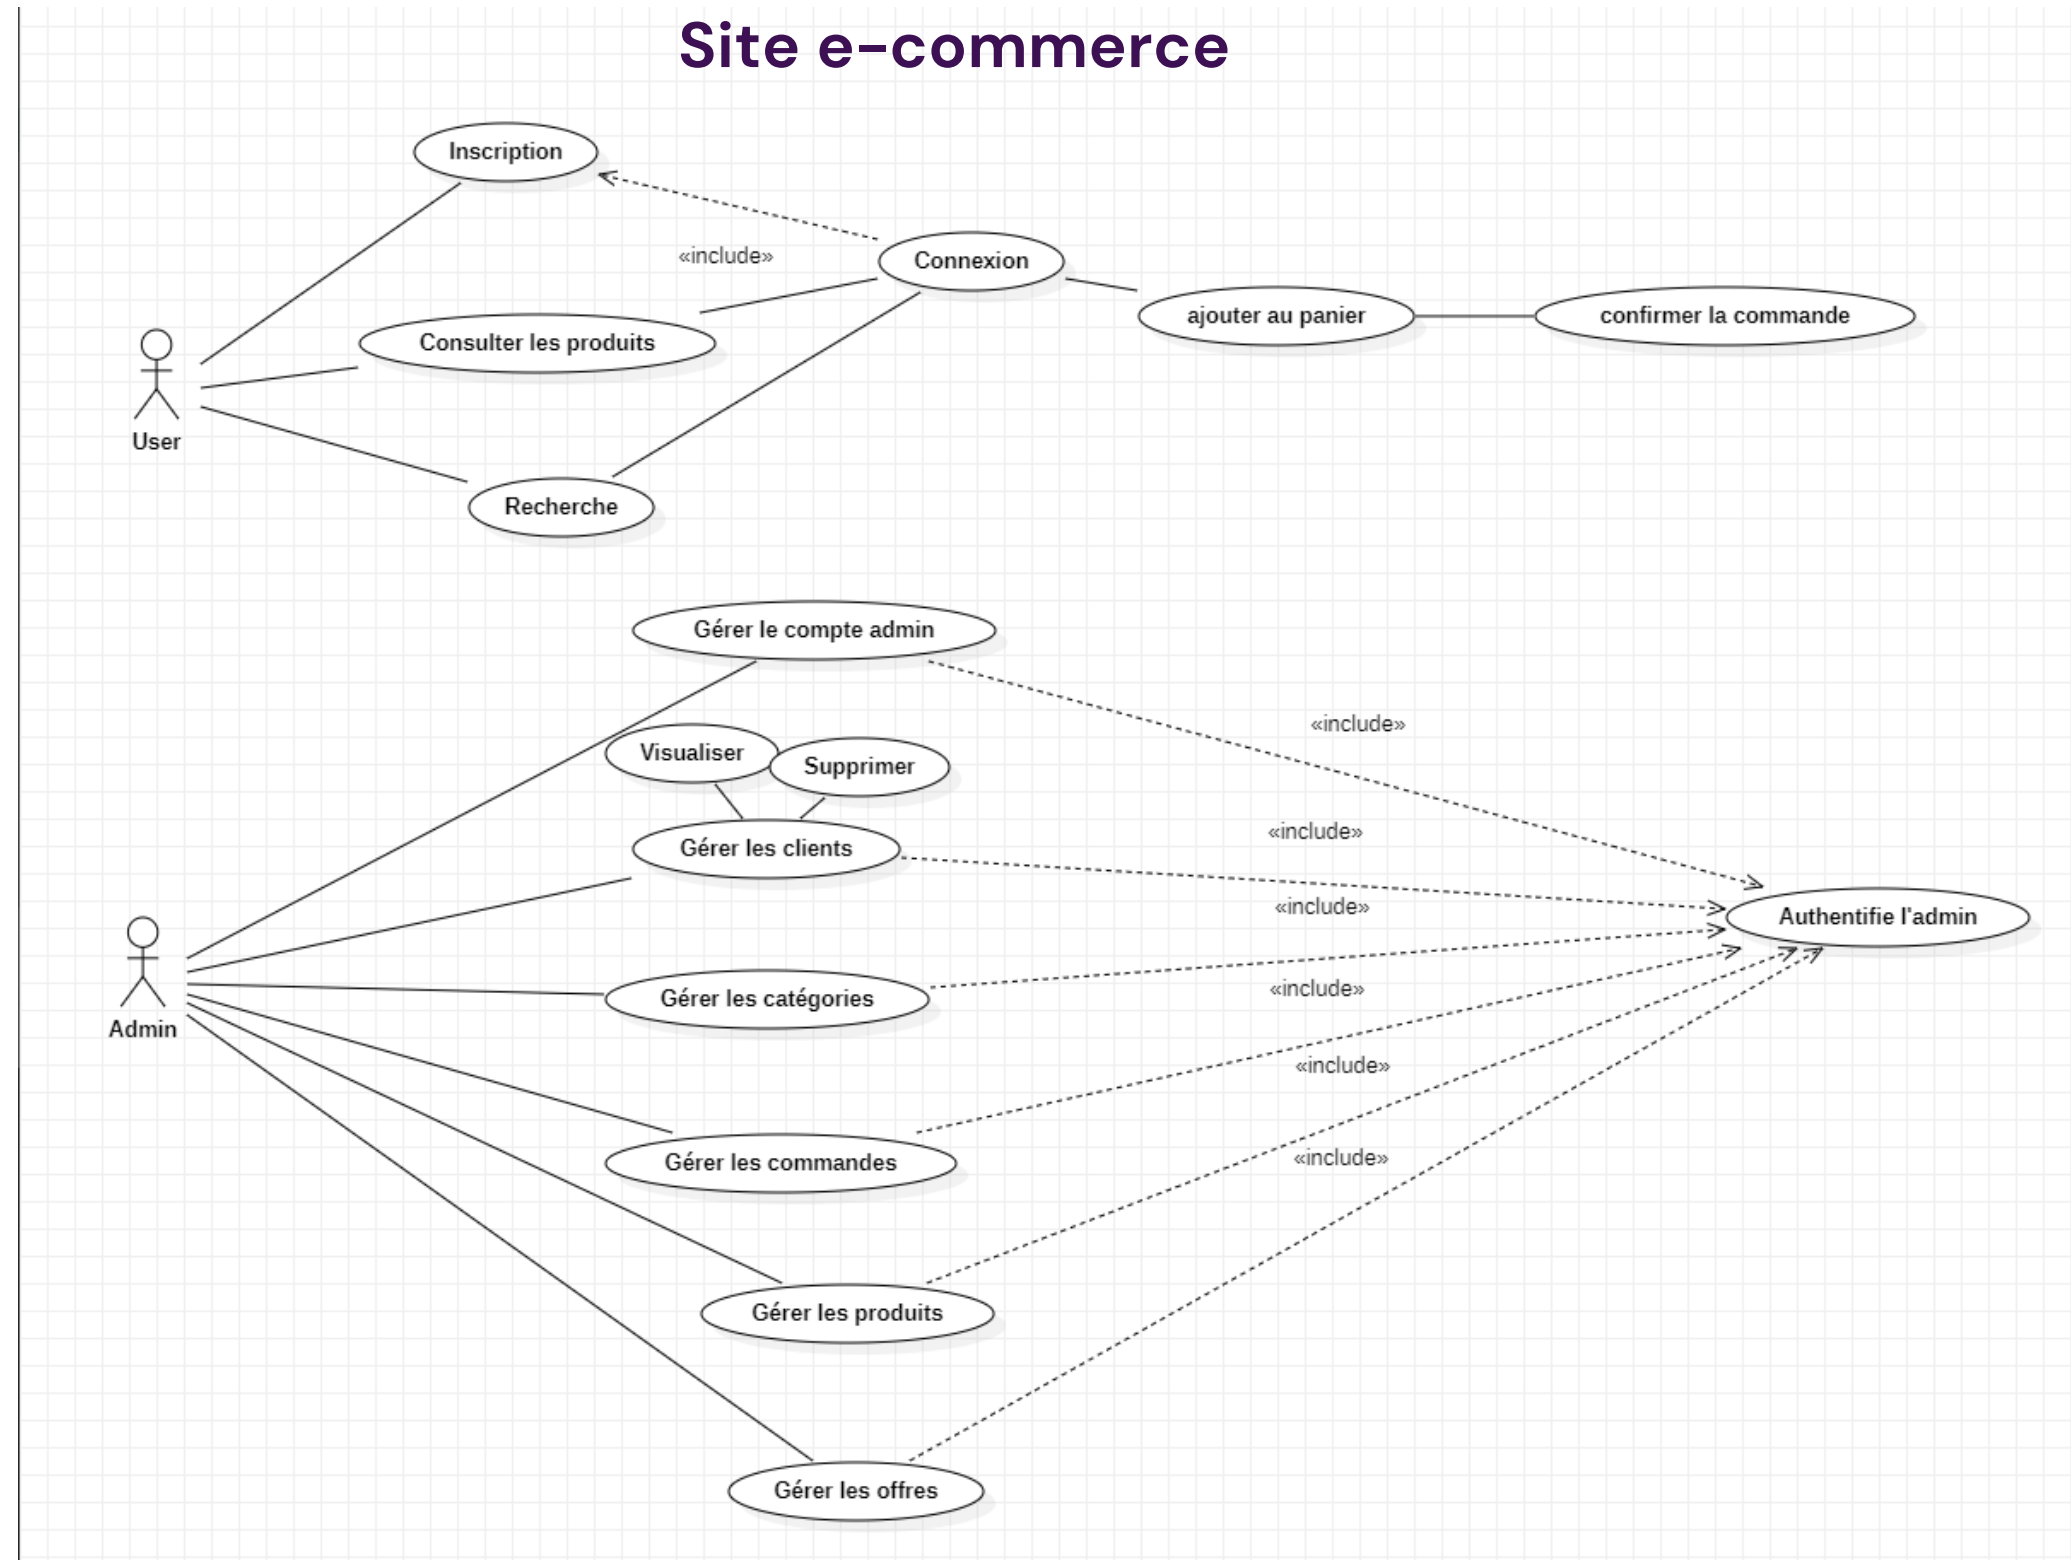 Site e-commerce
Inscription
«include»
Connexion
ajouter au panier
confirmer la commande
Consulter les produits
User
Recherche
Gérer le compte admin
«include»
Visualiser
Supprimer
«include»
Gérer les clients
«include»
Authentifie l'admin
Gérer les catégories
«include»
Admin
«include»
Gérer les commandes
«include»
Gérer les produits
Gérer les offres